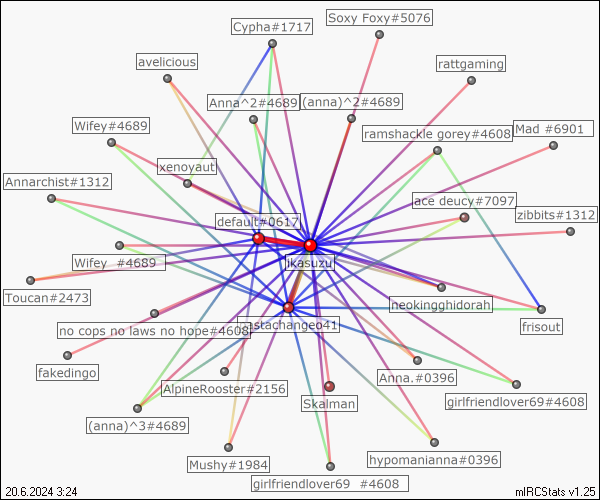 Soxy Foxy#5076
Cypha#1717
avelicious
rattgaming
Anna^2#4689
(anna)^2#4689
Wifey#4689
ramshackle gorey#4608
Mad #6901
xenoyaut
Annarchist#1312
ace deucy#7097
zibbits#1312
default#0617
Wifey #4689
jikasuzu
Toucan#2473
neokingghidorah
no cops no laws no hope#4608
pastachangeo41
frisout
fakedingo
Anna.#0396
AlpineRooster#2156
Skalman
girlfriendlover69#4608
(anna)^3#4689
Mushy#1984
hypomanianna#0396
girlfriendlover69 #4608
20.6.2024 3:24
mIRCStats v1.25